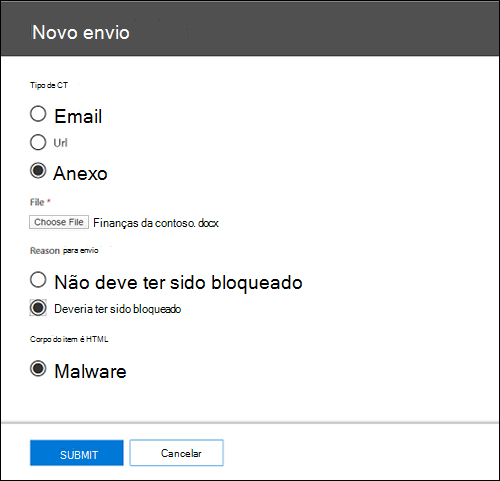 Novo envio
Tipo de CT
Email
Url
Anexo
File *
Choose File Finanças da contoso. docx
Reason para envio
Não deve ter sido bloqueado
Deveria ter sido bloqueado
Corpo do item é HTML
Malware
SUBMIT Cancelar